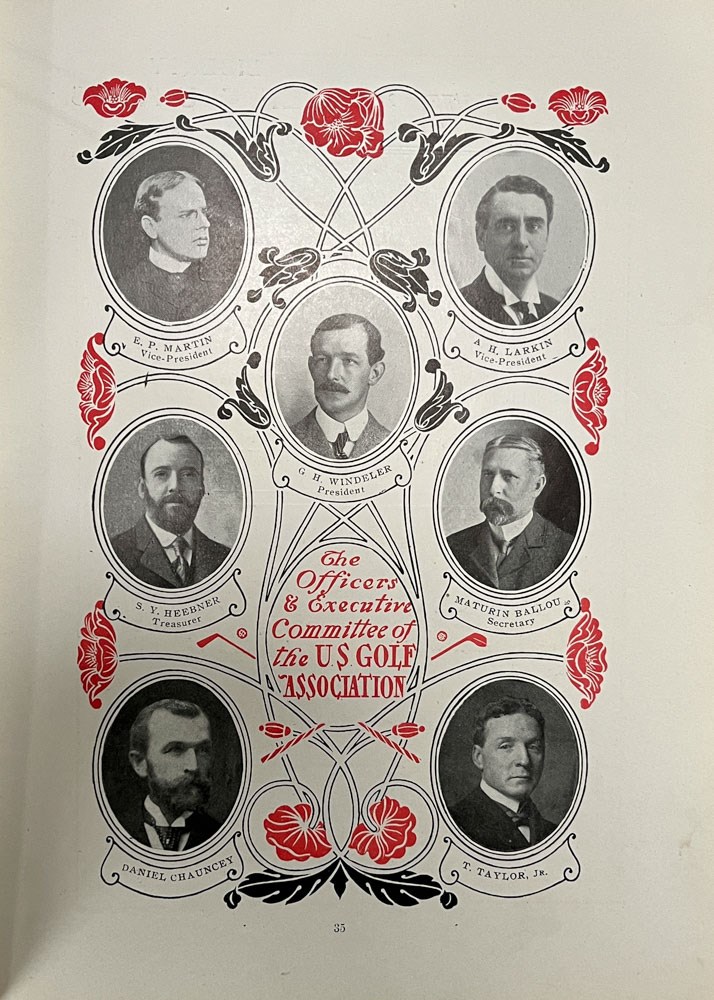 E. P. MARTIN
Vice-President
A. H. LARKIN
Vice-President
G. H. WINDELER
President
S. Y. HEEBNER
Treasurer
MATURIN BALLOU
Secretary
The
Officers
& Executive
Committee of
the U.S. GOLF
ASSOCIATION
DANIEL CHAUNCEY
T. TAYLOR, JR.
35